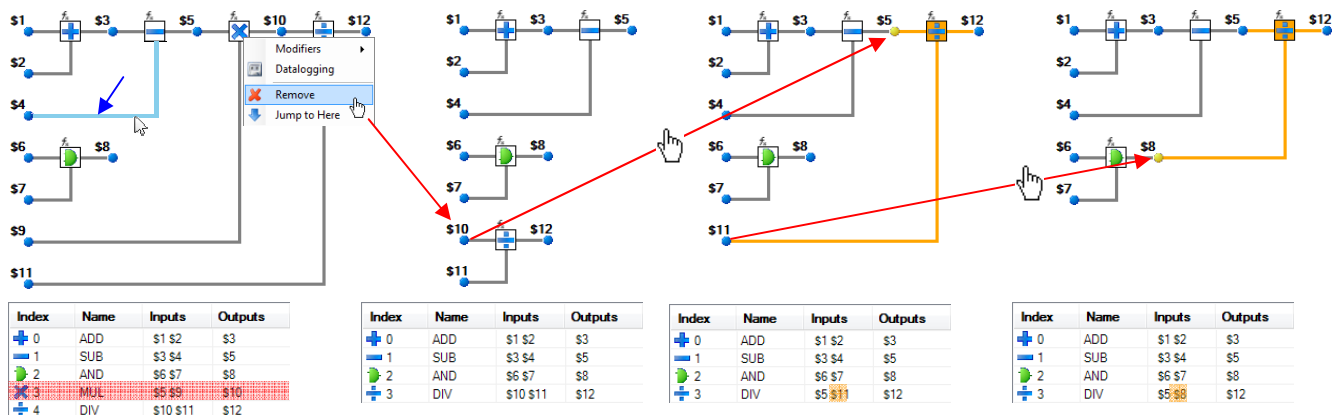 $1 $3 $5 $10 $12
$2
$4
$6 $8
$7
$9
$11
Modifiers
Datalogging
Remove
Jump to Here
Index Name Inputs Outputs
0 ADD $1 $2 $3
1 SUB $3 $4 $5
2 AND $6 $7 $8
3 MUL $5 $9 $10
4 DIV $10 $11 $12
$1 $3 $5
$2
$4
$6 $8
$7
$10 $12
$11
Index Name Inputs Outputs
0 ADD $1 $2 $3
1 SUB $3 $4 $5
2 AND $6 $7 $8
3 DIV $10 $11 $12
$1 $3 $5 $12
$2
$4
$6 $8
$7
$11
Index Name Inputs Outputs
0 ADD $1 $2 $3
1 SUB $3 $4 $5
2 AND $6 $7 $8
3 DIV $5 $11 $12
$1 $3 $5 $12
$2
$4
$6 $8
$7
Index Name Inputs Outputs
0 ADD $1 $2 $3
1 SUB $3 $4 $5
2 AND $6 $7 $8
3 DIV $5 $8 $12